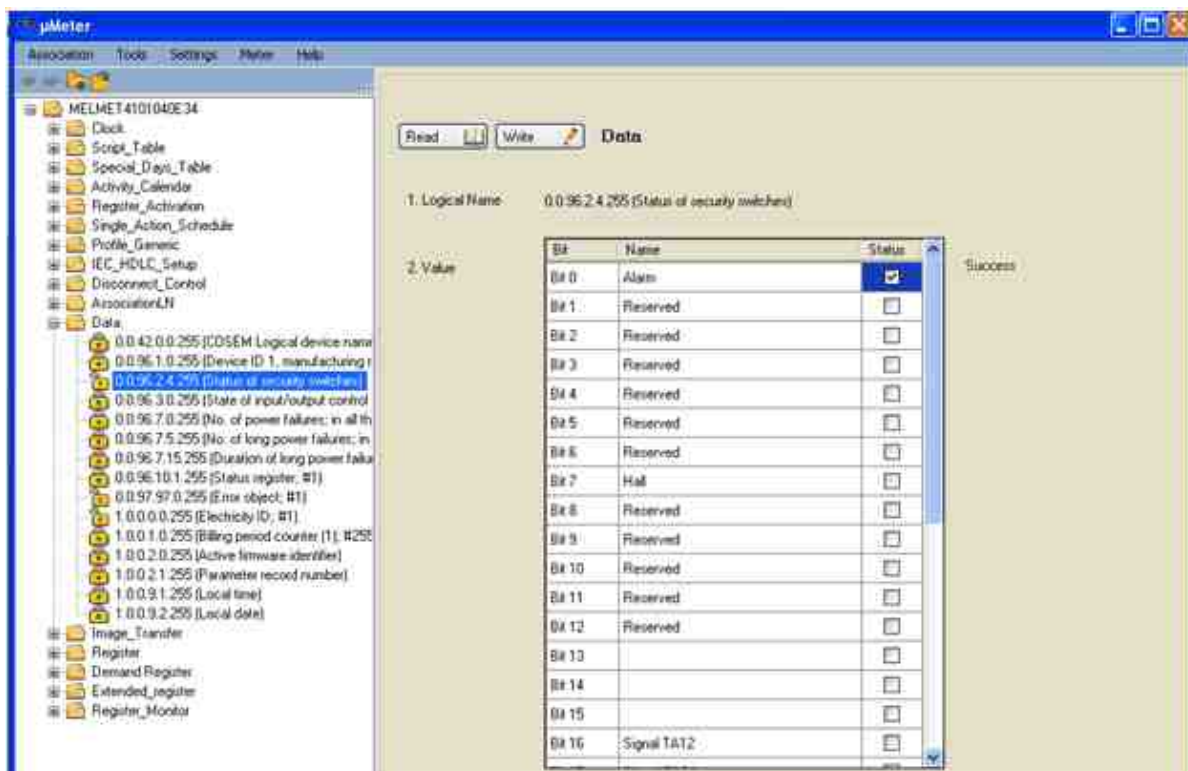 µMeter
Association Tools Settings Meter Help
MELMET4101040E34
Clock
Script_Table
Special_Days_Table
Activity_Calendar
Register_Activation
Single_Action_Schedule
Profile_Generic
IEC_HDLC_Setup
Disconnect_Control
AssociationLN
Data
0.0.42.0.0.255 (COSEM Logical device name
0.0.96.1.0.255 (Device ID 1, manufacturing
0.0.96.2.4.255 (Status of security switches)
0.0.96.3.0.255 (State of input/output control
0.0.96.7.0.255 (No. of power failures; in all th
0.0.96.7.5.255 (No. of long power failures; in
0.0.96.7.15.255 (Duration of long power failu
0.0.96.10.1.255 (Status register; #1)
0.0.97.97.0.255 (Error object; #1)
1.0.0.0.0.255 (Electricity ID; #1)
1.0.0.1.0.255 (Billing period counter (1); #255
1.0.0.2.0.255 (Active firmware identifier)
1.0.0.2.1.255 (Parameter record number)
1.0.0.9.1.255 (Local time)
1.0.0.9.2.255 (Local date)
Image_Transfer
Register
Demand Register
Extended_register
Register_Monitor
Read Write Data
1. Logical Name 0.0.96.2.4.255 (Status of security switches)
2. Value
Bit Name Status
Bit 0 Alarm
Success
Bit 1 Reserved
Bit 2 Reserved
Bit 3 Reserved
Bit 4 Reserved
Bit 5 Reserved
Bit 6 Reserved
Bit 7 Hall
Bit 8 Reserved
Bit 9 Reserved
Bit 10 Reserved
Bit 11 Reserved
Bit 12 Reserved
Bit 13
Bit 14
Bit 15
Bit 16 Signal TA12